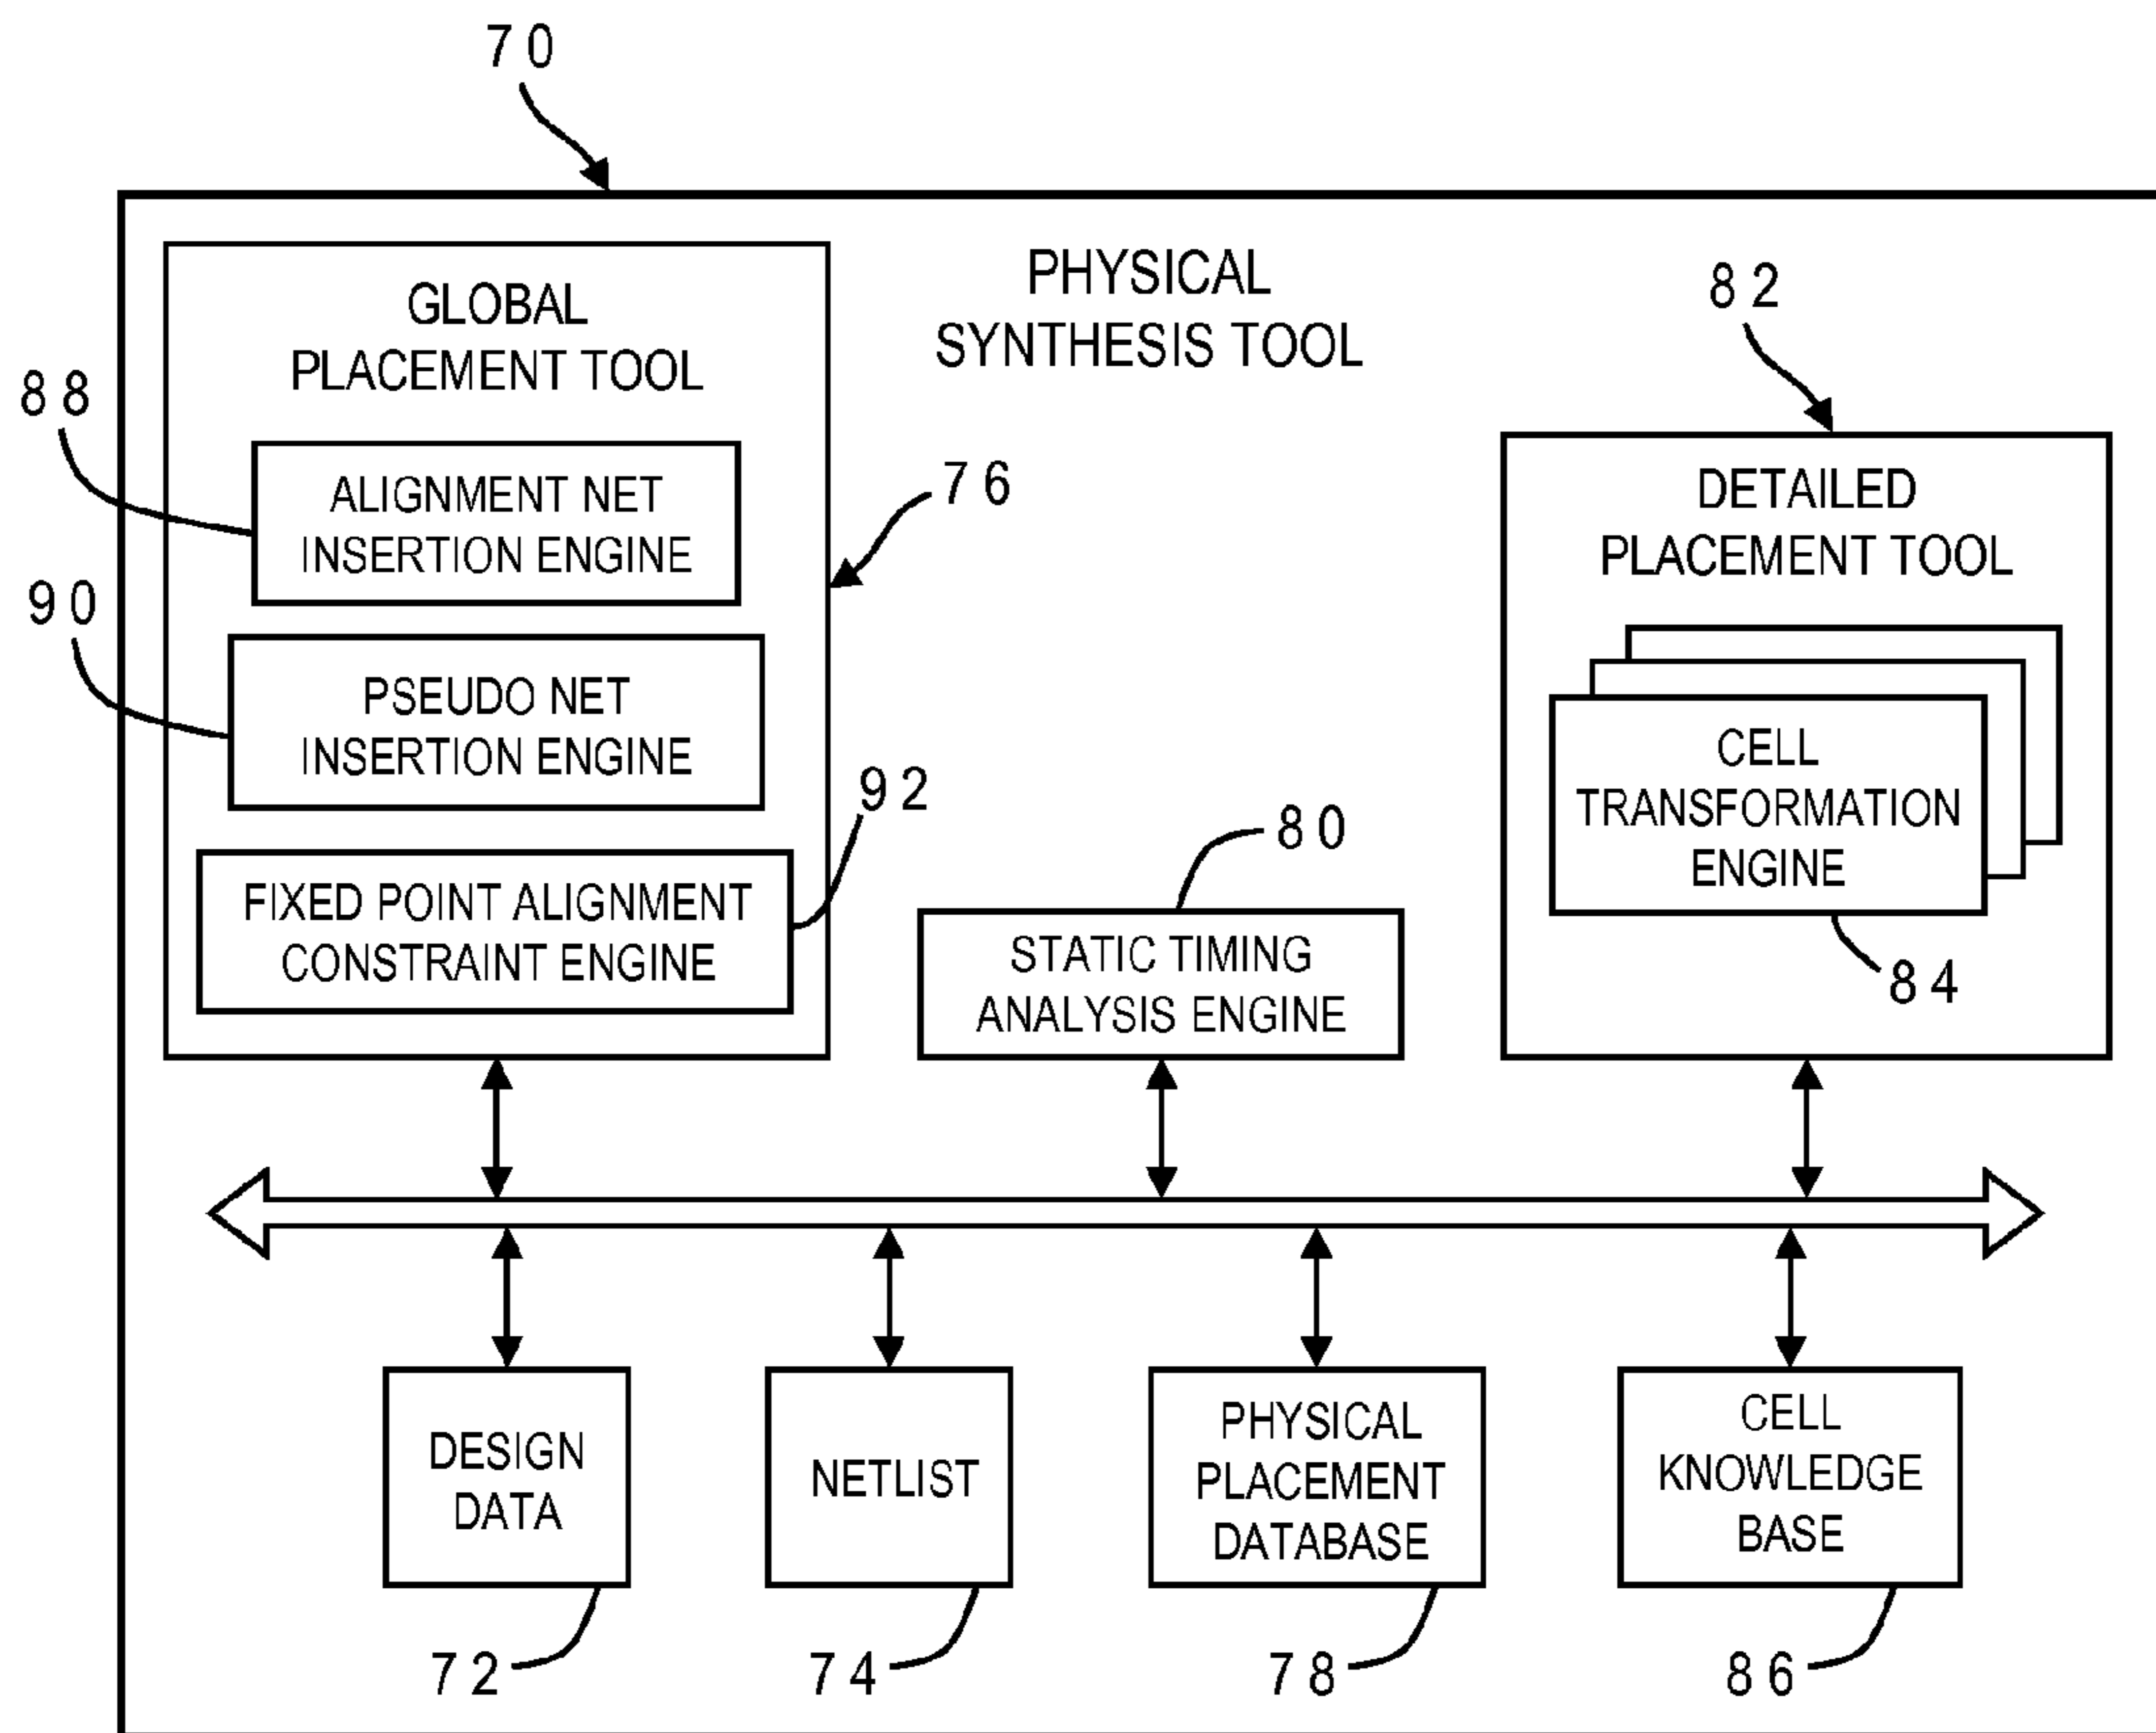 70
PHYSICAL
SYNTHESIS TOOL
GLOBAL
PLACEMENT TOOL
88
ALIGNMENT NET
INSERTION ENGINE
76
90
PSEUDO NET
INSERTION ENGINE
92
FIXED POINT ALIGNMENT
CONSTRAINT ENGINE
80
STATIC TIMING
ANALYSIS ENGINE
82
DETAILED
PLACEMENT TOOL
CELL
TRANSFORMATION
ENGINE
84
DESIGN
DATA
72
NETLIST
74
PHYSICAL
PLACEMENT
DATABASE
78
CELL
KNOWLEDGE
BASE
86